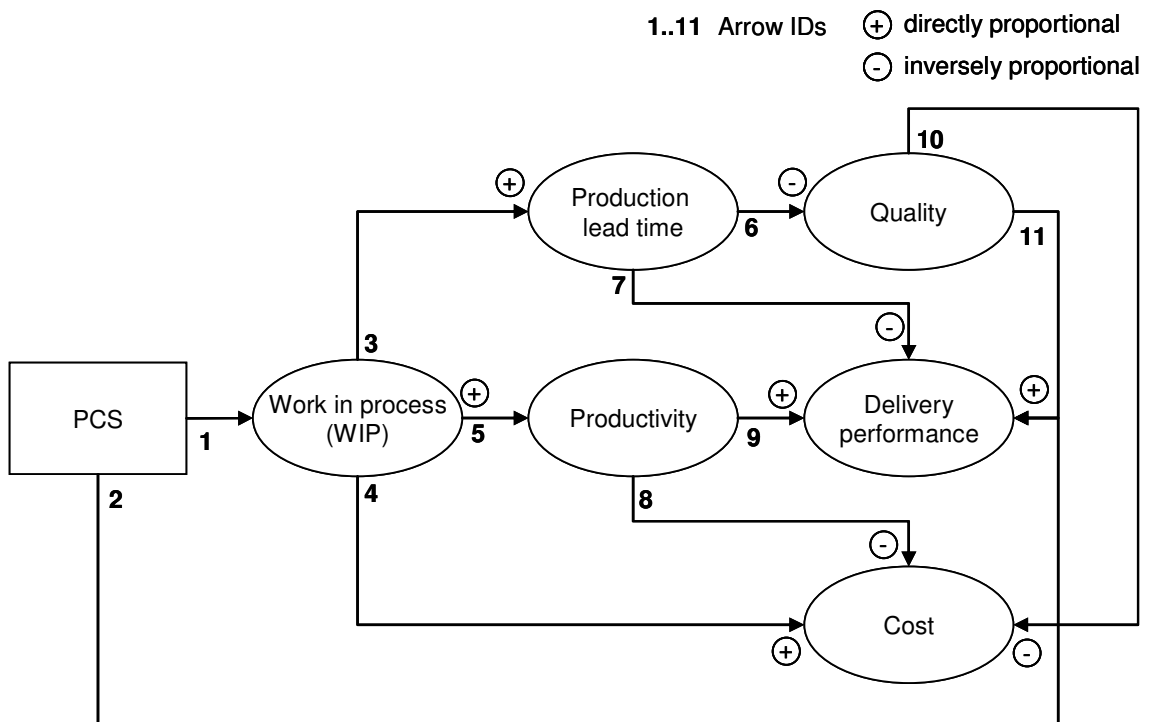 1..11 Arrow IDs
+ directly proportional
- inversely proportional
10
+
Production
lead time
-
6
Quality
11
7
-
3
PCS
1
Work in process
(WIP)
+
5
Productivity
+
9
Delivery
performance
+
2
4
8
-
Cost
+
-